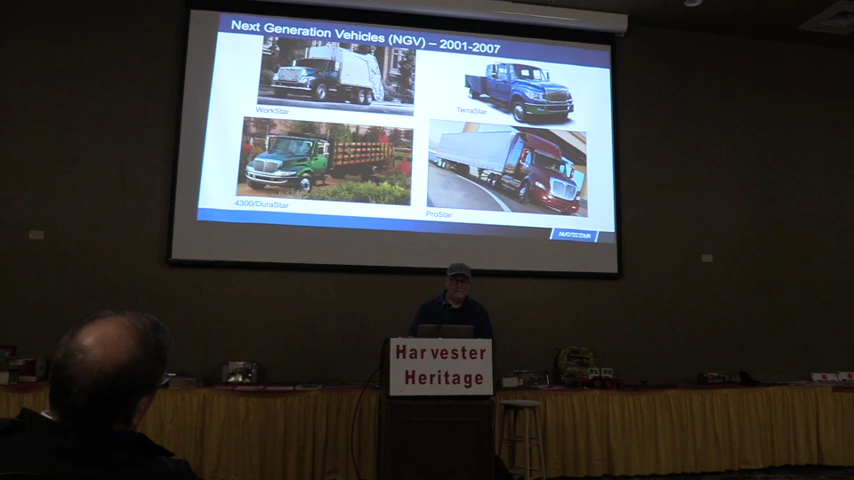 Next Generation Vehicles (NGV) – 2001-2007
WorkStar
TerraStar
4300/DuraStar
ProStar
NAVISTAR
Harvester
Heritage